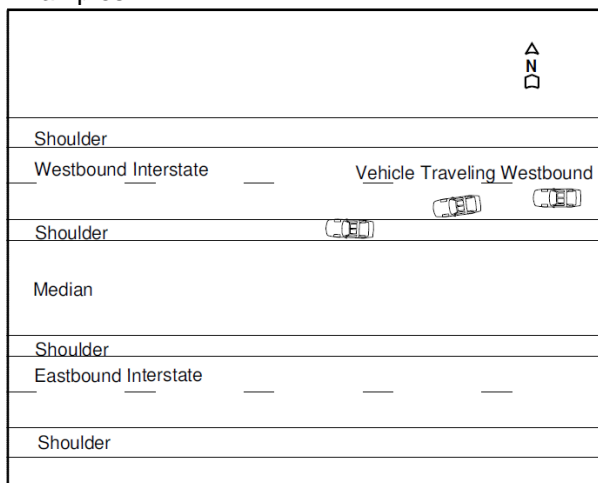 N
Shoulder
Westbound Interstate
Vehicle Traveling Westbound
Shoulder
Median
Shoulder
Eastbound Interstate
Shoulder